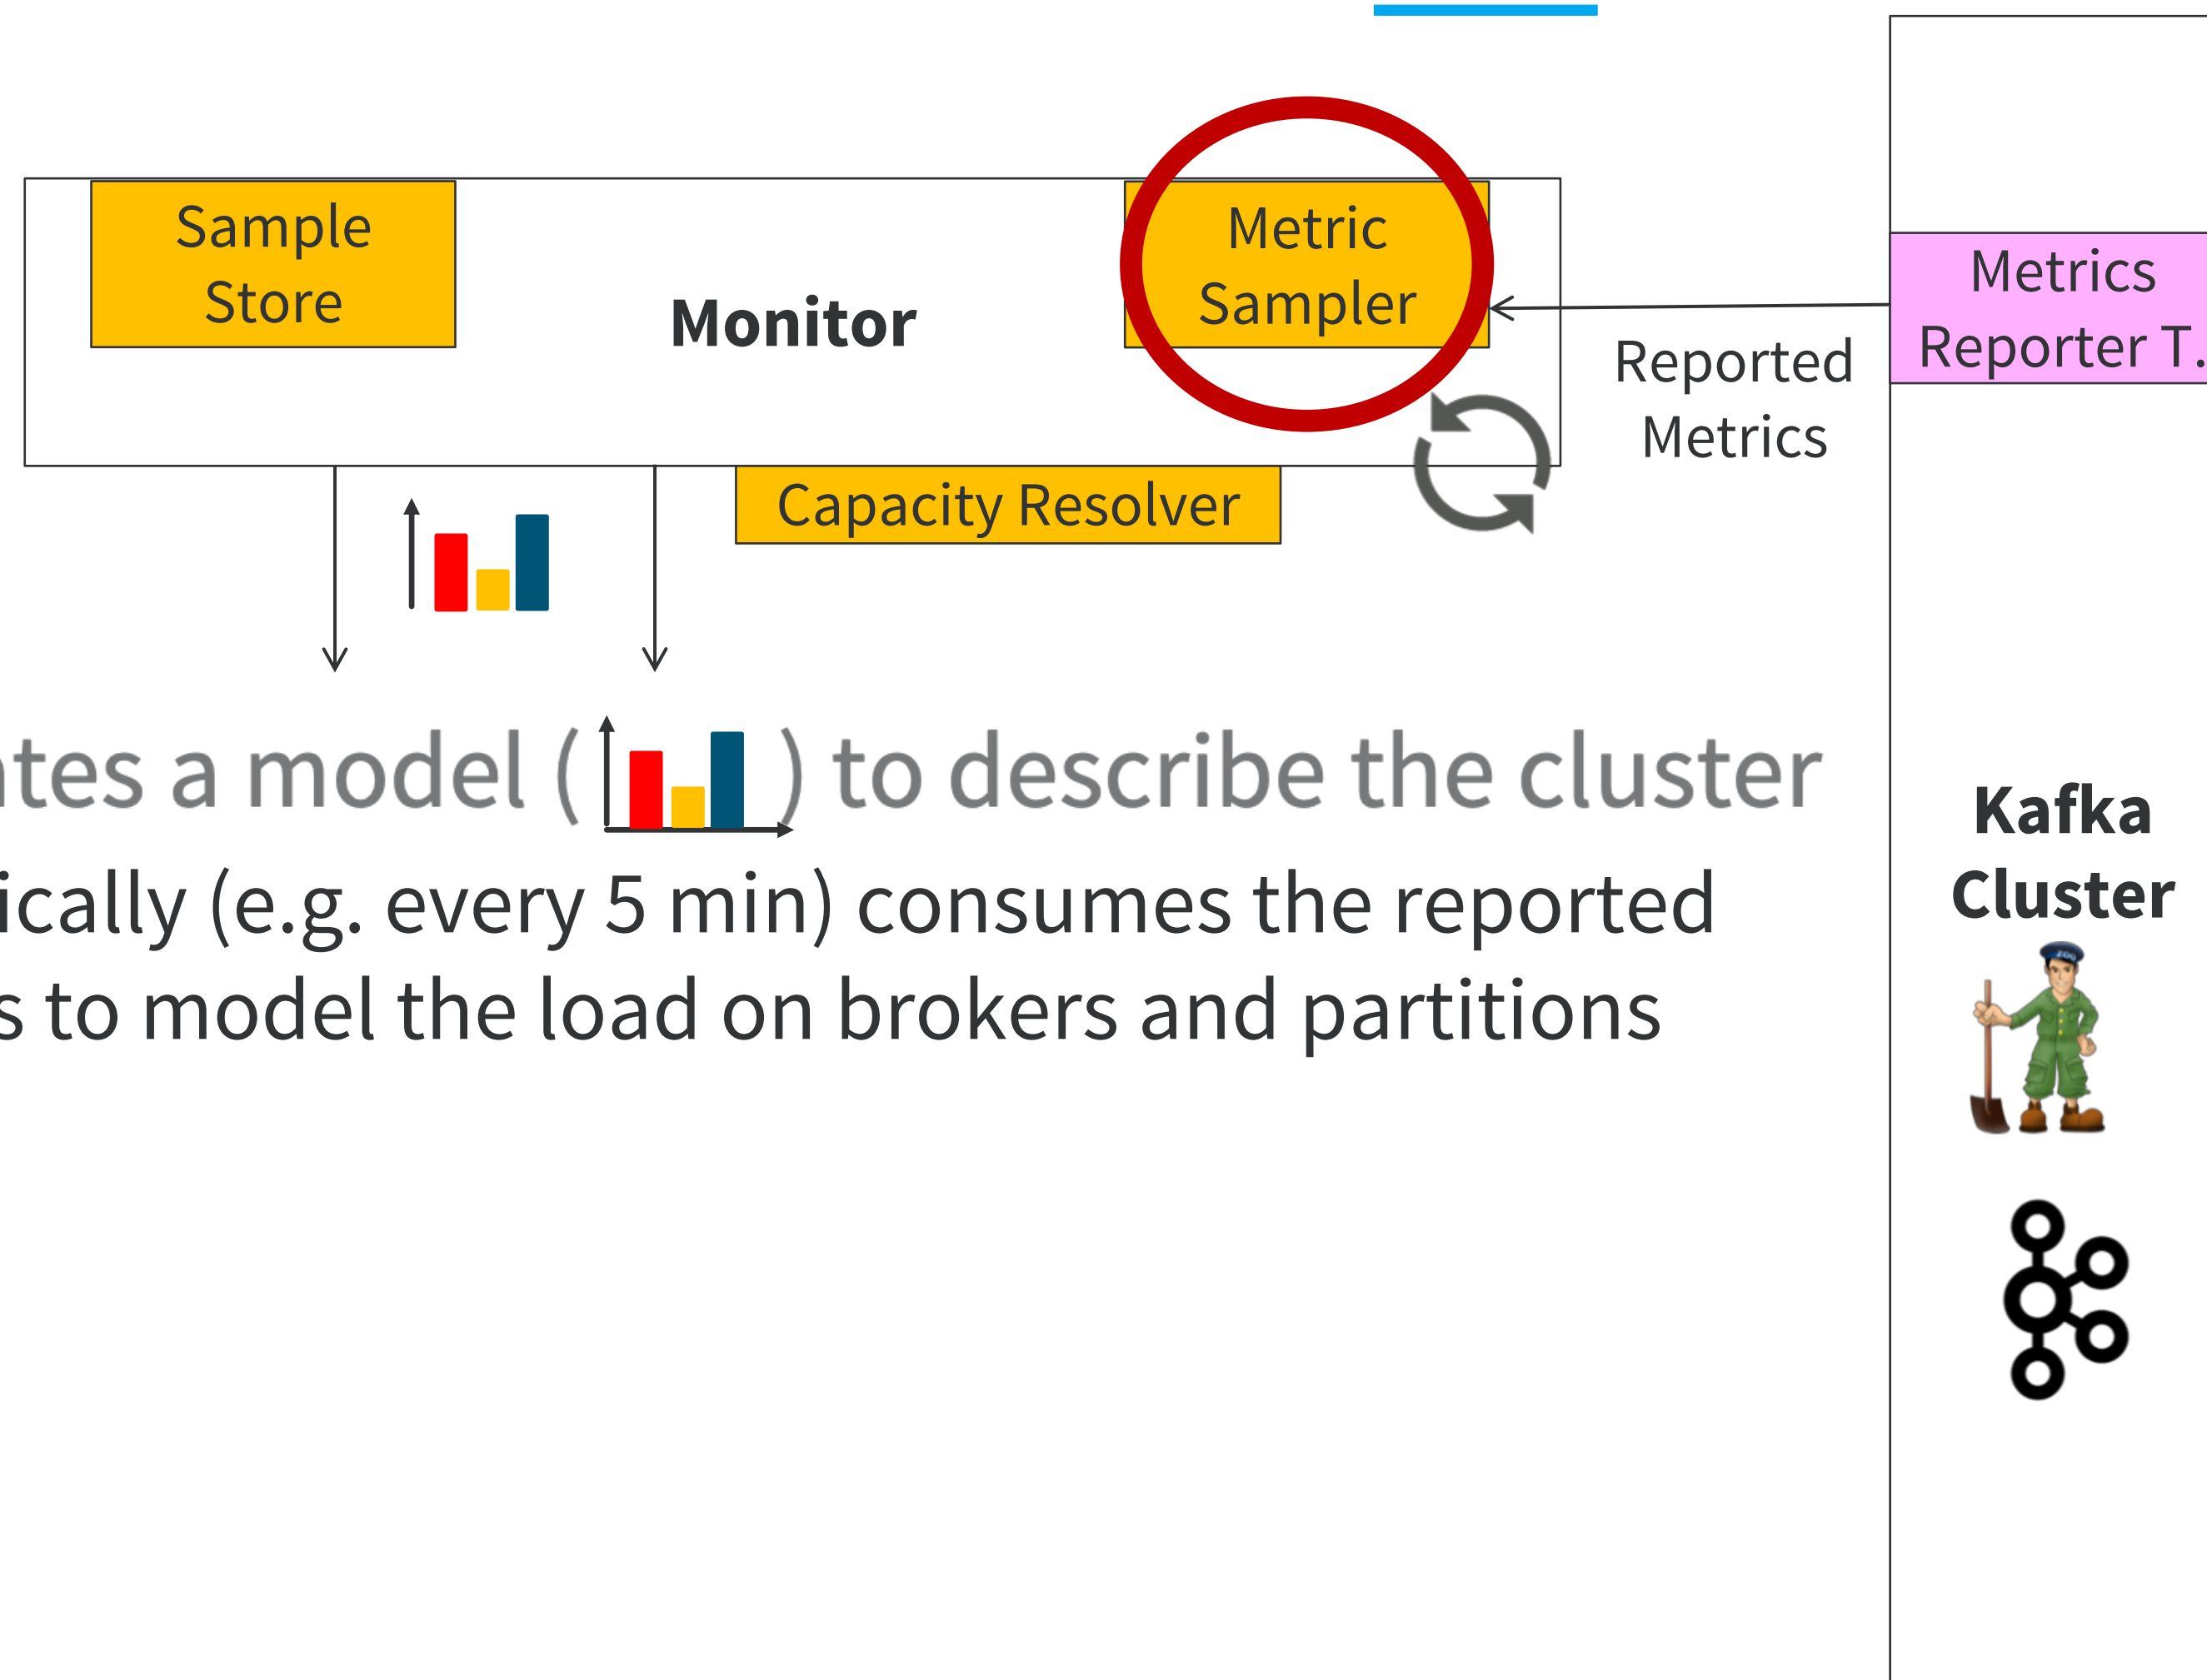 Sample
Store
Monitor
Metric
Sampler
Reported
Metrics
Metrics
Reporter T.
Capacity Resolver
tes a model (
) to describe the cluster
ically (e.g. every 5 min) consumes the reported
s to model the load on brokers and partitions
Kafka
Cluster
ZOO